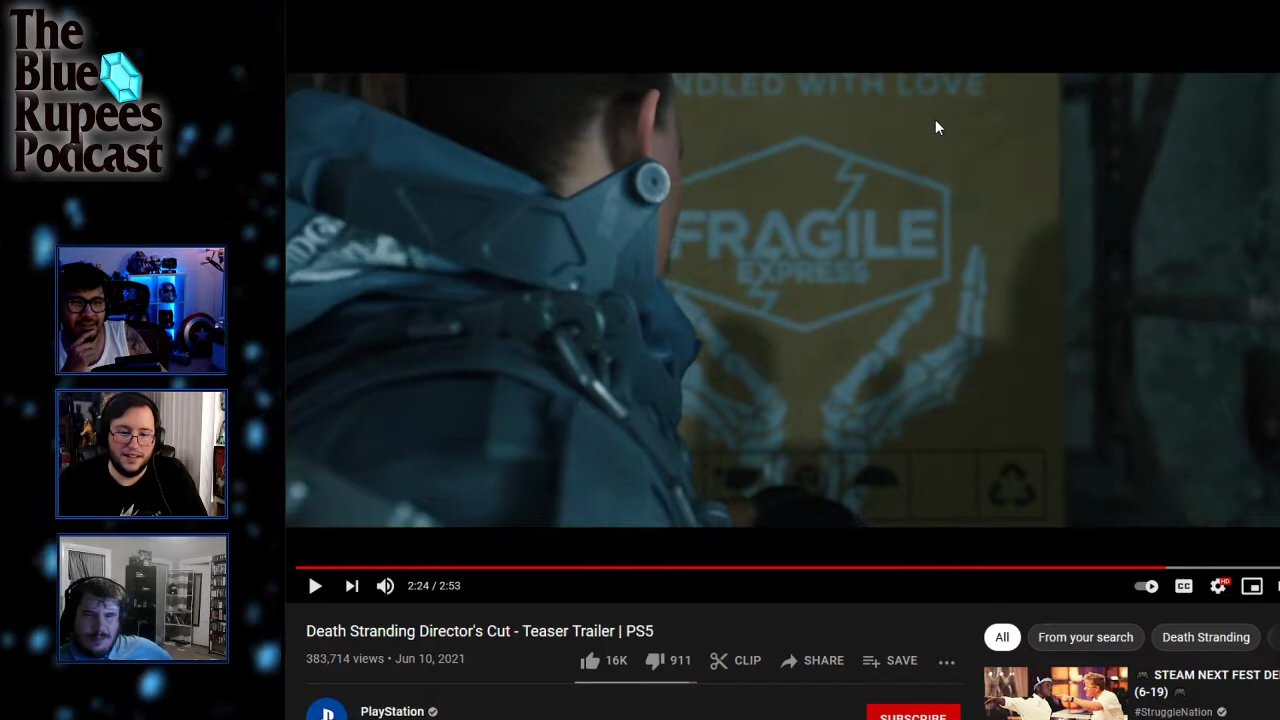 The
Blue
Rupees
Podcast
NDLED WITH LOVE
FRAGILE
EXPRESS
2:24 / 2:53
CC
HD
Death Stranding Director's Cut - Teaser Trailer | PS5
383,714 views • Jun 10, 2021
16K
911
CLIP
SHARE
SAVE
All
From your search
Death Stranding
STEAM NEXT FEST DE
(6-19)
#StruggleNation
PlayStation
SUBSCRIBE